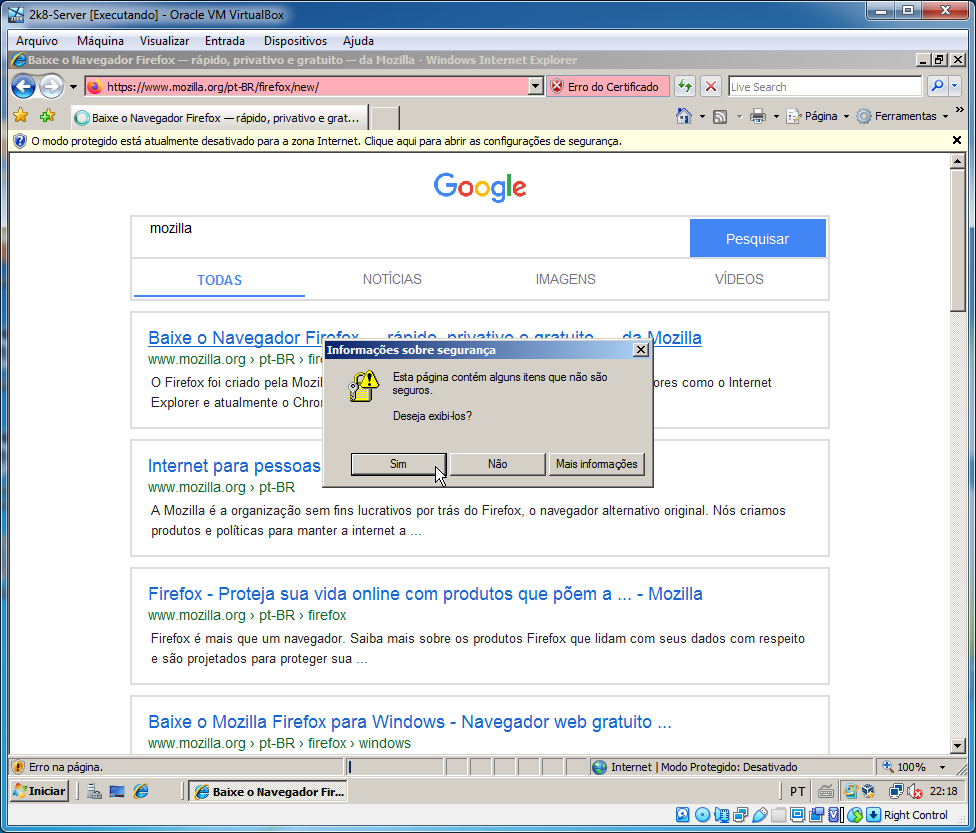 2k8-Server [Executando] - Oracle VM VirtualBox
Arquivo Máquina Visualizar Entrada Dispositivos Ajuda
Baixe o Navegador Firefox — rápido, privativo e gratuito — da Mozilla - Windows Internet Explorer
https://www.mozilla.org/pt-BR/firefox/new/ Erro do Certificado Live Search
Baixe o Navegador Firefox — rápido, privativo e grat... Página Ferramentas
O modo protegido está atualmente desativado para a zona Internet. Clique aqui para abrir as configurações de segurança.
Google
mozilla Pesquisar
TODAS NOTÍCIAS IMAGENS VÍDEOS
Baixe o Navegador Firefox — rápido, privativo e gratuito — da Mozilla
www.mozilla.org › pt-BR › fire
O Firefox foi criado pela Mozil ores como o Internet
Explorer e atualmente o Chron
Informações sobre segurança
Esta página contém alguns itens que não são
seguros.
Deseja exibi-los?
Sim Não Mais informações
Internet para pessoas
www.mozilla.org › pt-BR
A Mozilla é a organização sem fins lucrativos por trás do Firefox, o navegador alternativo original. Nós criamos
produtos e políticas para manter a internet a ...
Firefox - Proteja sua vida online com produtos que põem a ... - Mozilla
www.mozilla.org › pt-BR › firefox
Firefox é mais que um navegador. Saiba mais sobre os produtos Firefox que lidam com seus dados com respeito
e são projetados para proteger sua ...
Baixe o Mozilla Firefox para Windows - Navegador web gratuito ...
www.mozilla.org › pt-BR › firefox › windows
Erro na página. Internet | Modo Protegido: Desativado 100%
Iniciar Baixe o Navegador Fir... PT 22:18
Right Control